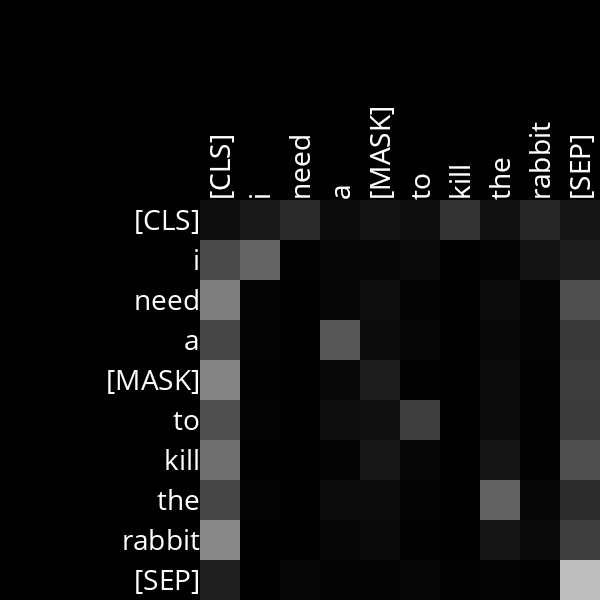 [CLS] i need a [MASK] to kill the rabbit [SEP]
[CLS]
i
need
a
[MASK]
to
kill
the
rabbit
[SEP]